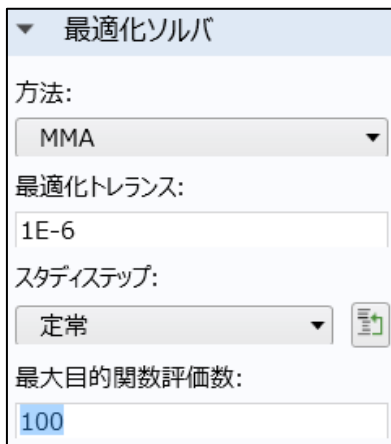 最適化ソルバ
方法:
MMA
最適化トレランス:
1E-6
スタディステップ:
定常
最大目的関数評価数:
100